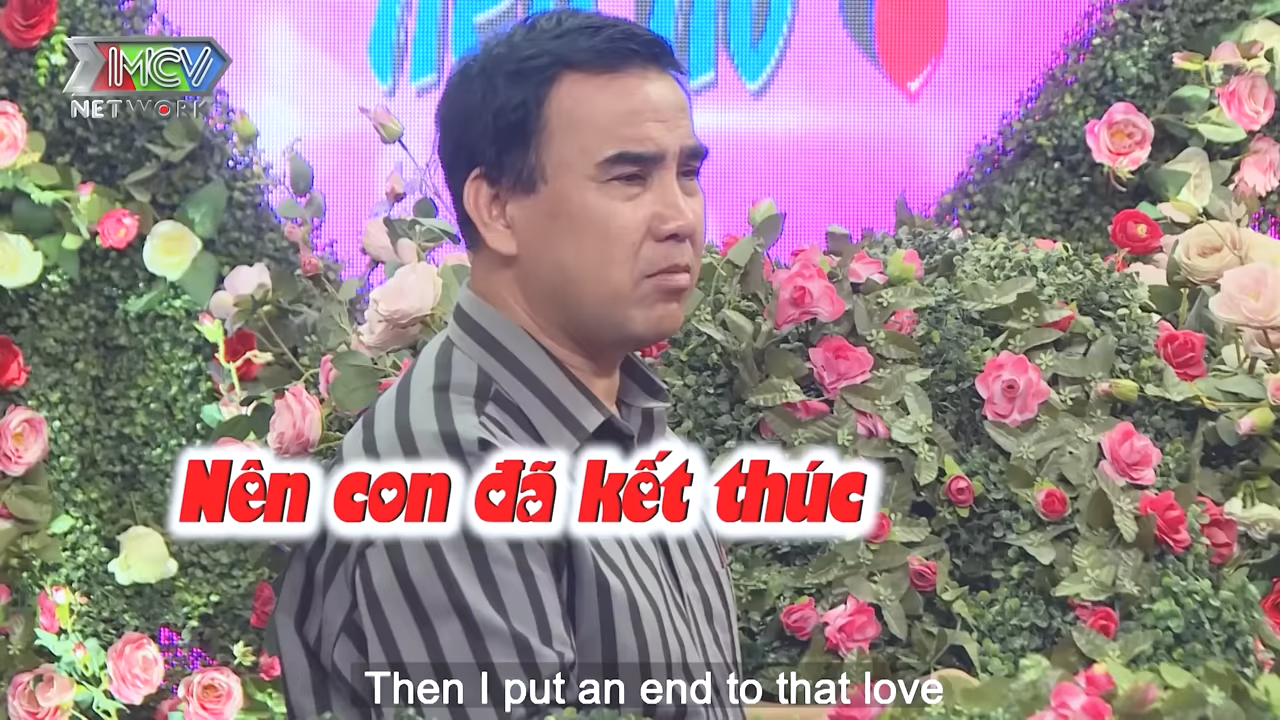 MCV
NETWORK
Nên con đã kết thúc
Then I put an end to that love